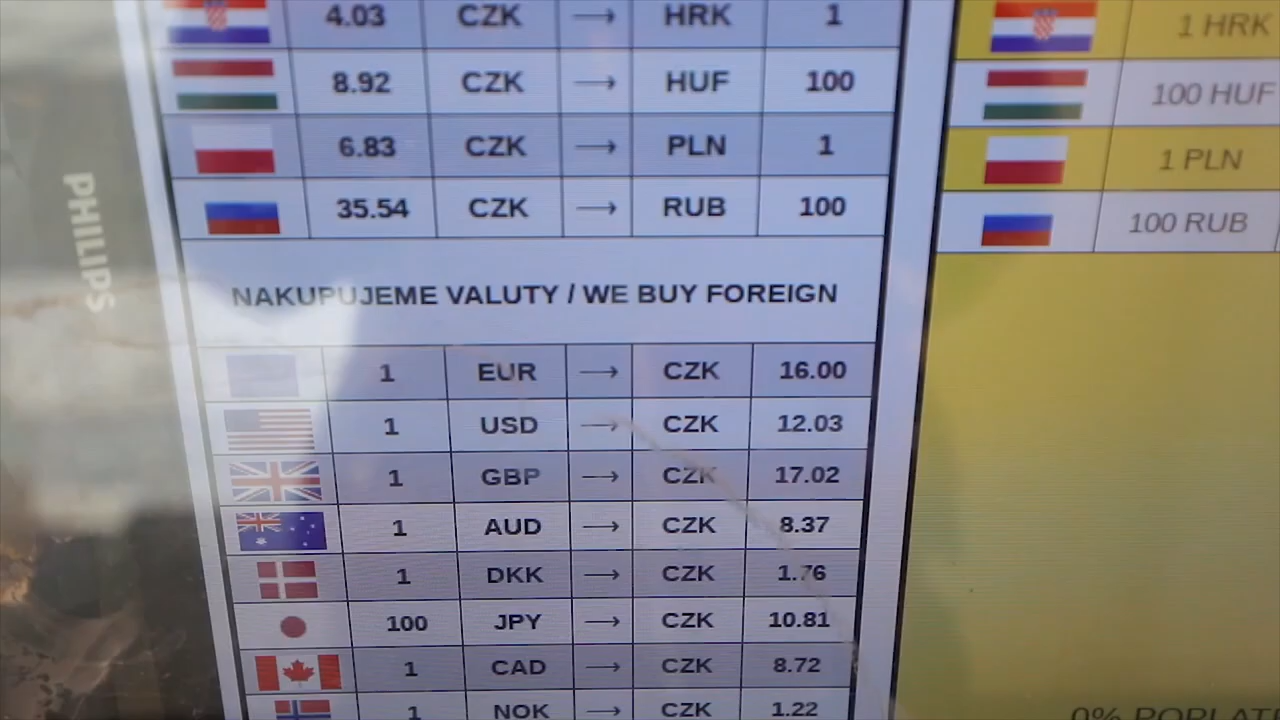 4.03 CZK → HRK 1
8.92 CZK → HUF 100
6.83 CZK → PLN 1
35.54 CZK → RUB 100
NAKUPUJEME VALUTY / WE BUY FOREIGN
1 EUR → CZK 16.00
1 USD → CZK 12.03
1 GBP → CZK 17.02
1 AUD → CZK 8.37
1 DKK → CZK 1.76
100 JPY → CZK 10.81
1 CAD → CZK 8.72
1 NOK → CZK 1.22
1 HRK
100 HUF
1 PLN
100 RUB
0%
PHILIPS